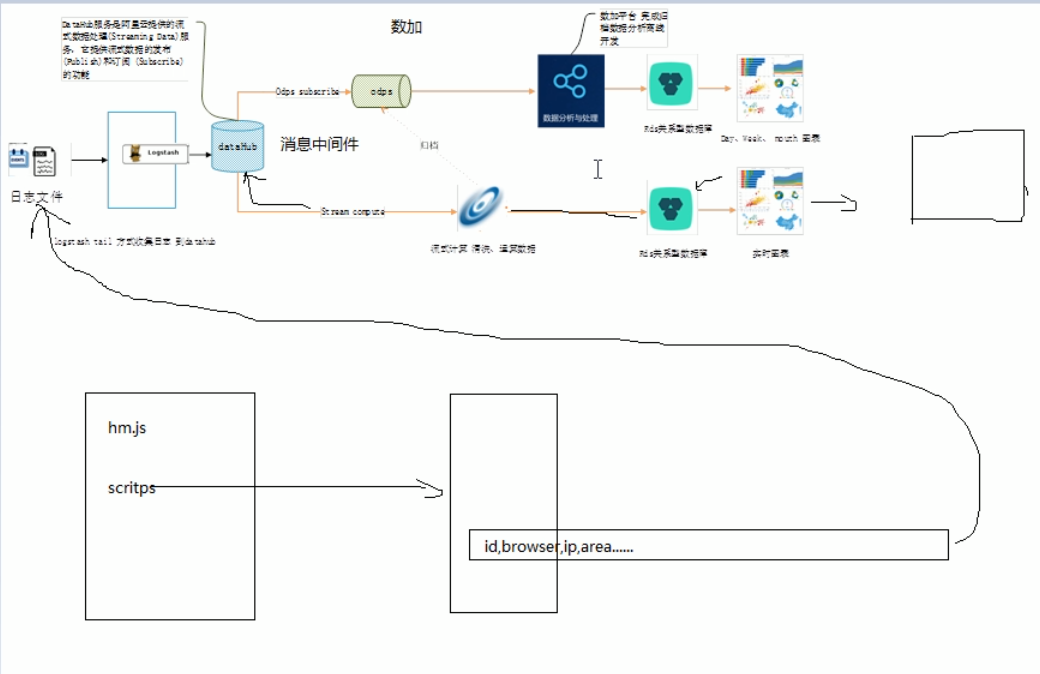 DataHub服务是阿里云提供的流
式数据处理(Streaming Data)服
务，它提供流式数据的发布
(Publish)和订阅 (Subscribe)
的功能
数加
数加平台 完成归
档数据分析离线
开发
Odps subscribe
odps
数据分析与处理
Rds关系型数据库
Day、Week、 mouth 图表
Logstash
dataHub
消息中间件
归档
日志文件
logstash tail 方式收集日志 到datahub
Stream compute
流式计算 清洗、运算数据
Rds关系型数据库
实时图表
hm.js
scritps
id,browser,ip,area......